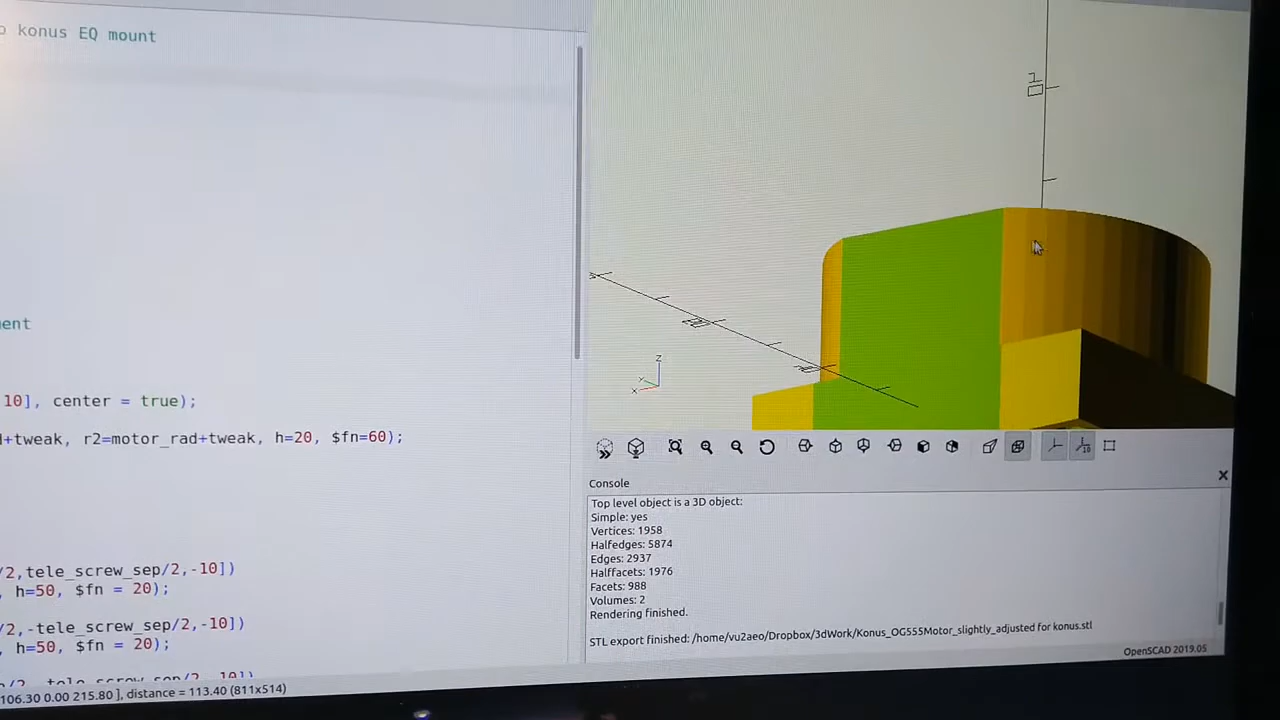 o konus EQ mount
ent
10], center = true);
+tweak, r2=motor_rad+tweak, h=20, $fn=60);
/2,tele_screw_sep/2,-10])
, h=50, $fn = 20);
/2,-tele_screw_sep/2,-10])
, h=50, $fn = 20);
106.30 0.00 215.80 ], distance = 113.40 (811x514)
10
z
y
x
10
Console
Top level object is a 3D object:
Simple: yes
Vertices: 1958
Halfedges: 5874
Edges: 2937
Halffacets: 1976
Facets: 988
Volumes: 2
Rendering finished.
STL export finished: /home/vu2aeo/Dropbox/3dWork/Konus_OG555Motor_slightly_adjusted for konus.stl
OpenSCAD 2019.05